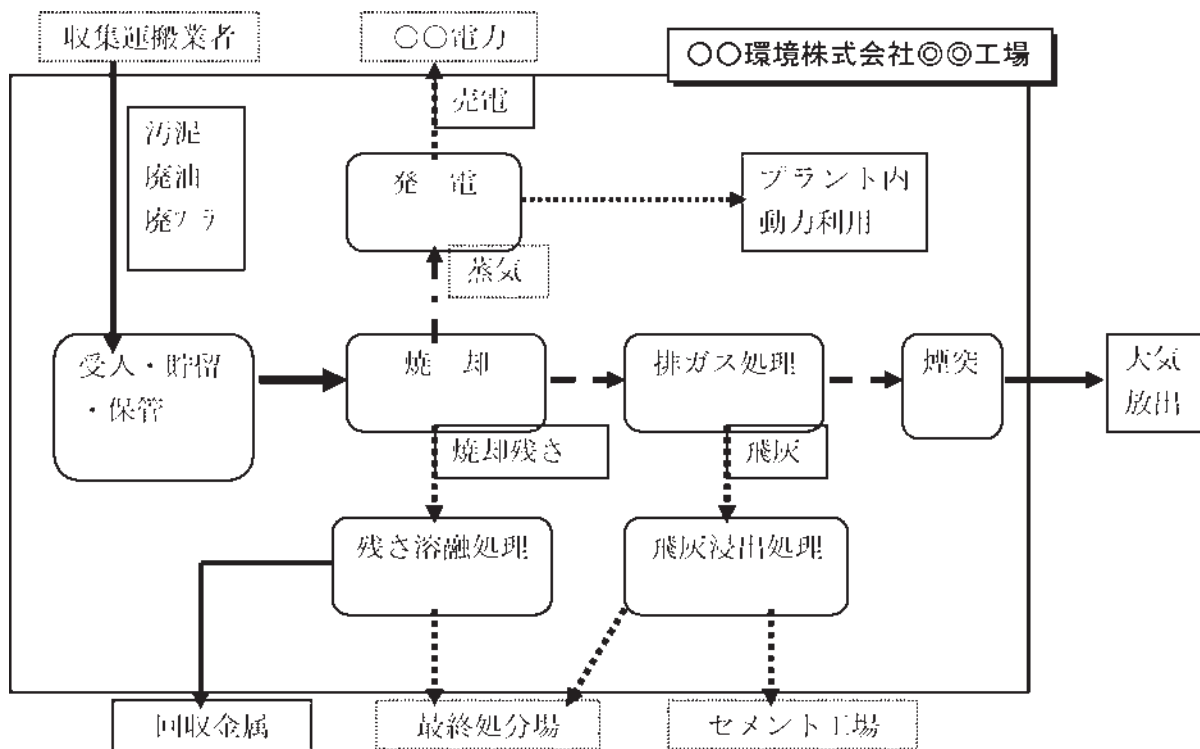 収集運搬業者
○○電力
○○環境株式会社◎◎工場
売電
汚泥
廃油
廃プラ
発　電
プラント内
動力利用
蒸気
受入・貯留
・保管
焼　却
排ガス処理
煙突
大気
放出
焼却残さ
飛灰
残さ溶融処理
飛灰浸出処理
回収金属
最終処分場
セメント工場